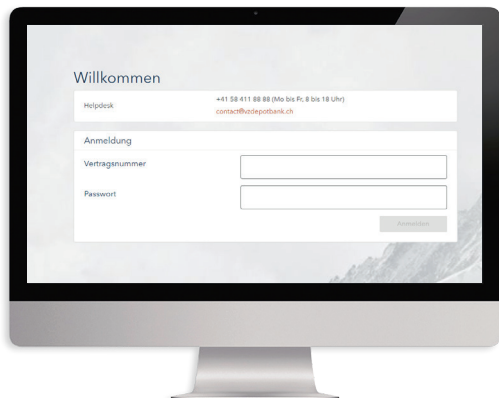 Willkommen
Helpdesk
+41 58 411 88 88 (Mo bis Fr, 8 bis 18 Uhr)
contact@vzdepotbank.ch
Anmeldung
Vertragsnummer
Passwort
Anmelden